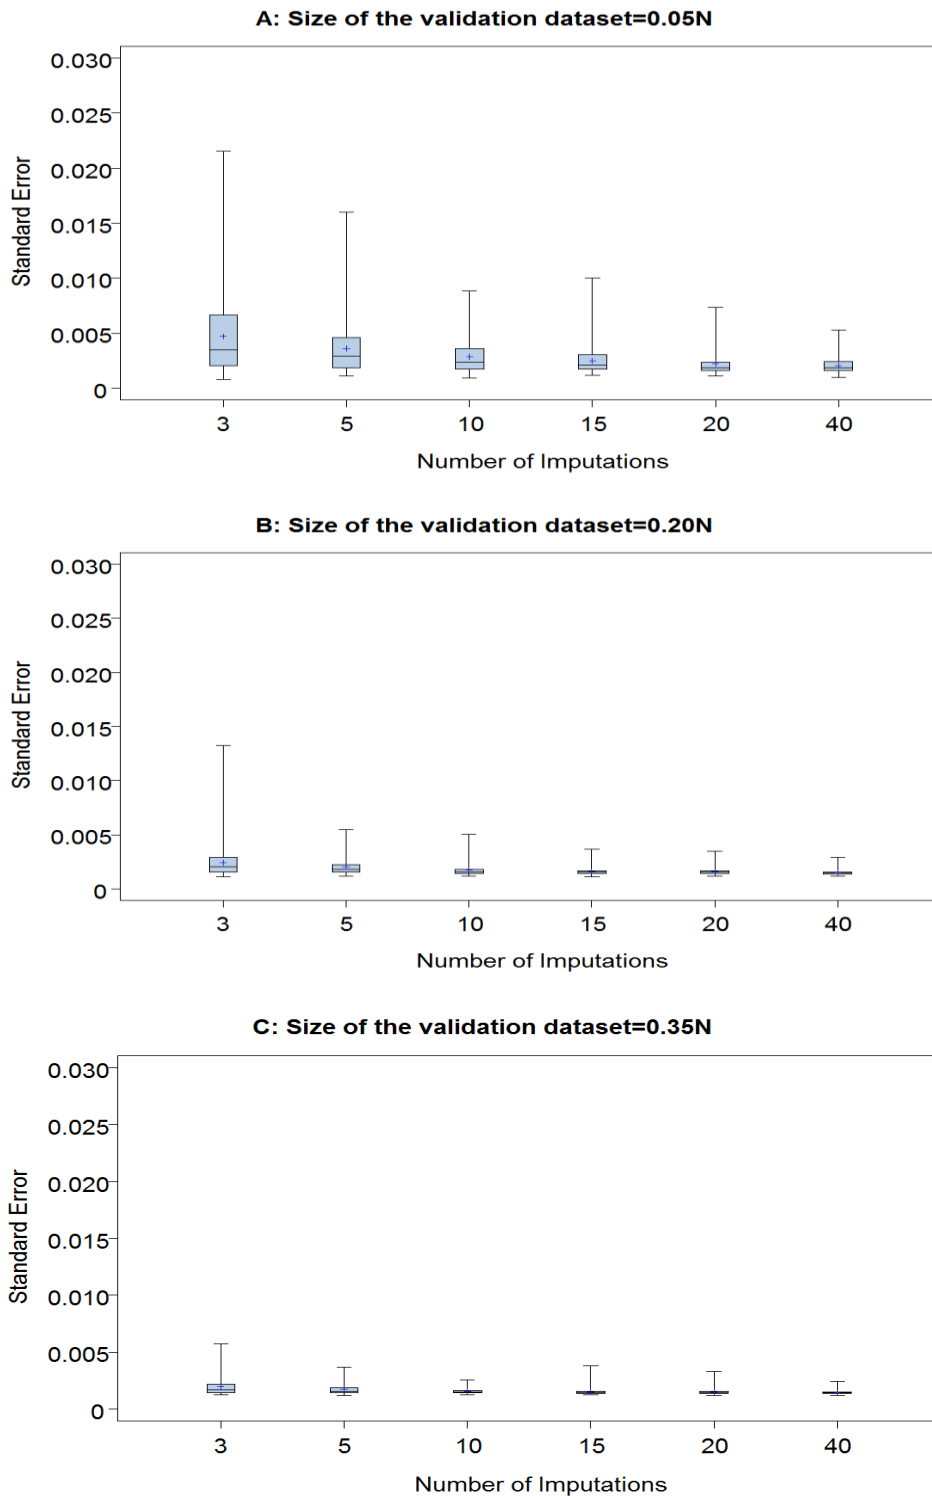 A: Size of the validation dataset=0.05N
0.030
0.025
0.020
0.015
0.010
0.005
0
Standard Error
3 5 10 15 20 40
Number of Imputations
B: Size of the validation dataset=0.20N
0.030
0.025
0.020
0.015
0.010
0.005
0
Standard Error
3 5 10 15 20 40
Number of Imputations
C: Size of the validation dataset=0.35N
0.030
0.025
0.020
0.015
0.010
0.005
0
Standard Error
3 5 10 15 20 40
Number of Imputations